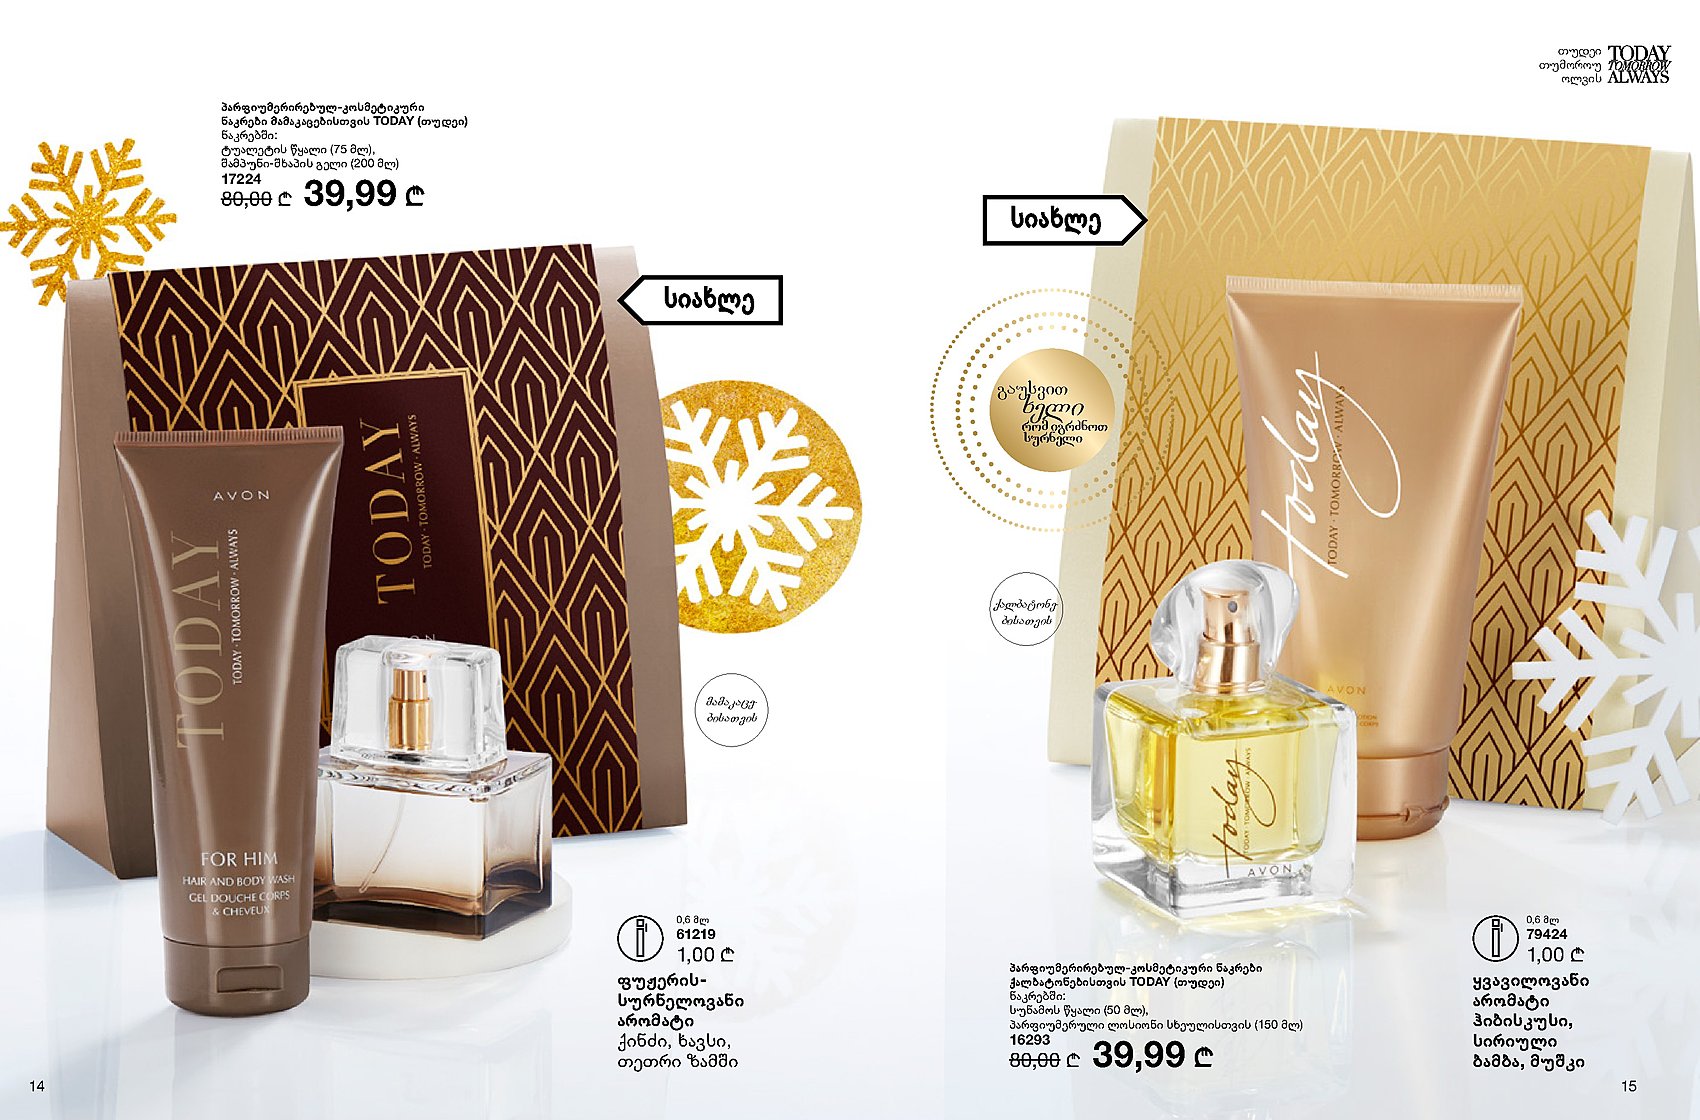 თუდეი
თუმოროუ
ოლვის
TODAY
TOMORROW
ALWAYS
პარფიუმერირებულ-კოსმეტიკური
ნაკრები მამაკაცებისთვის TODAY (თუდეი)
ნაკრებში:
ტუალეტის წყალი (75 მლ),
შამპუნი-შხაპის გელი (200 მლ)
17224
80,00 ₾ 39,99 ₾
სიახლე
TODAY
TODAY · TOMORROW · ALWAYS
AVON
TODAY
TODAY · TOMORROW · ALWAYS
FOR HIM
HAIR AND BODY WASH
GEL DOUCHE CORPS
& CHEVEUX
მამაკაცე-
ბისათვის
0,6 მლ
61219
1,00 ₾
ფუჟერის-
სურნელოვანი
არომატი
ქინძი, ხავსი,
თეთრი ზამში
14
სიახლე
გაუსვით
ხელი
რომ იგრძნოთ
სურნელი
ქალბატონე-
ბისათვის
today
TODAY · TOMORROW · ALWAYS
AVON
today
TODAY · TOMORROW · ALWAYS
AVON
პარფიუმერირებულ-კოსმეტიკური ნაკრები
ქალბატონებისთვის TODAY (თუდეი)
ნაკრებში:
სუნამოს წყალი (50 მლ),
პარფიუმერული ლოსიონი სხეულისთვის (150 მლ)
16293
80,00 ₾ 39,99 ₾
0,6 მლ
79424
1,00 ₾
ყვავილოვანი
არომატი
ჰიბისკუსი,
სირიული
ბამბა, მუშკი
15